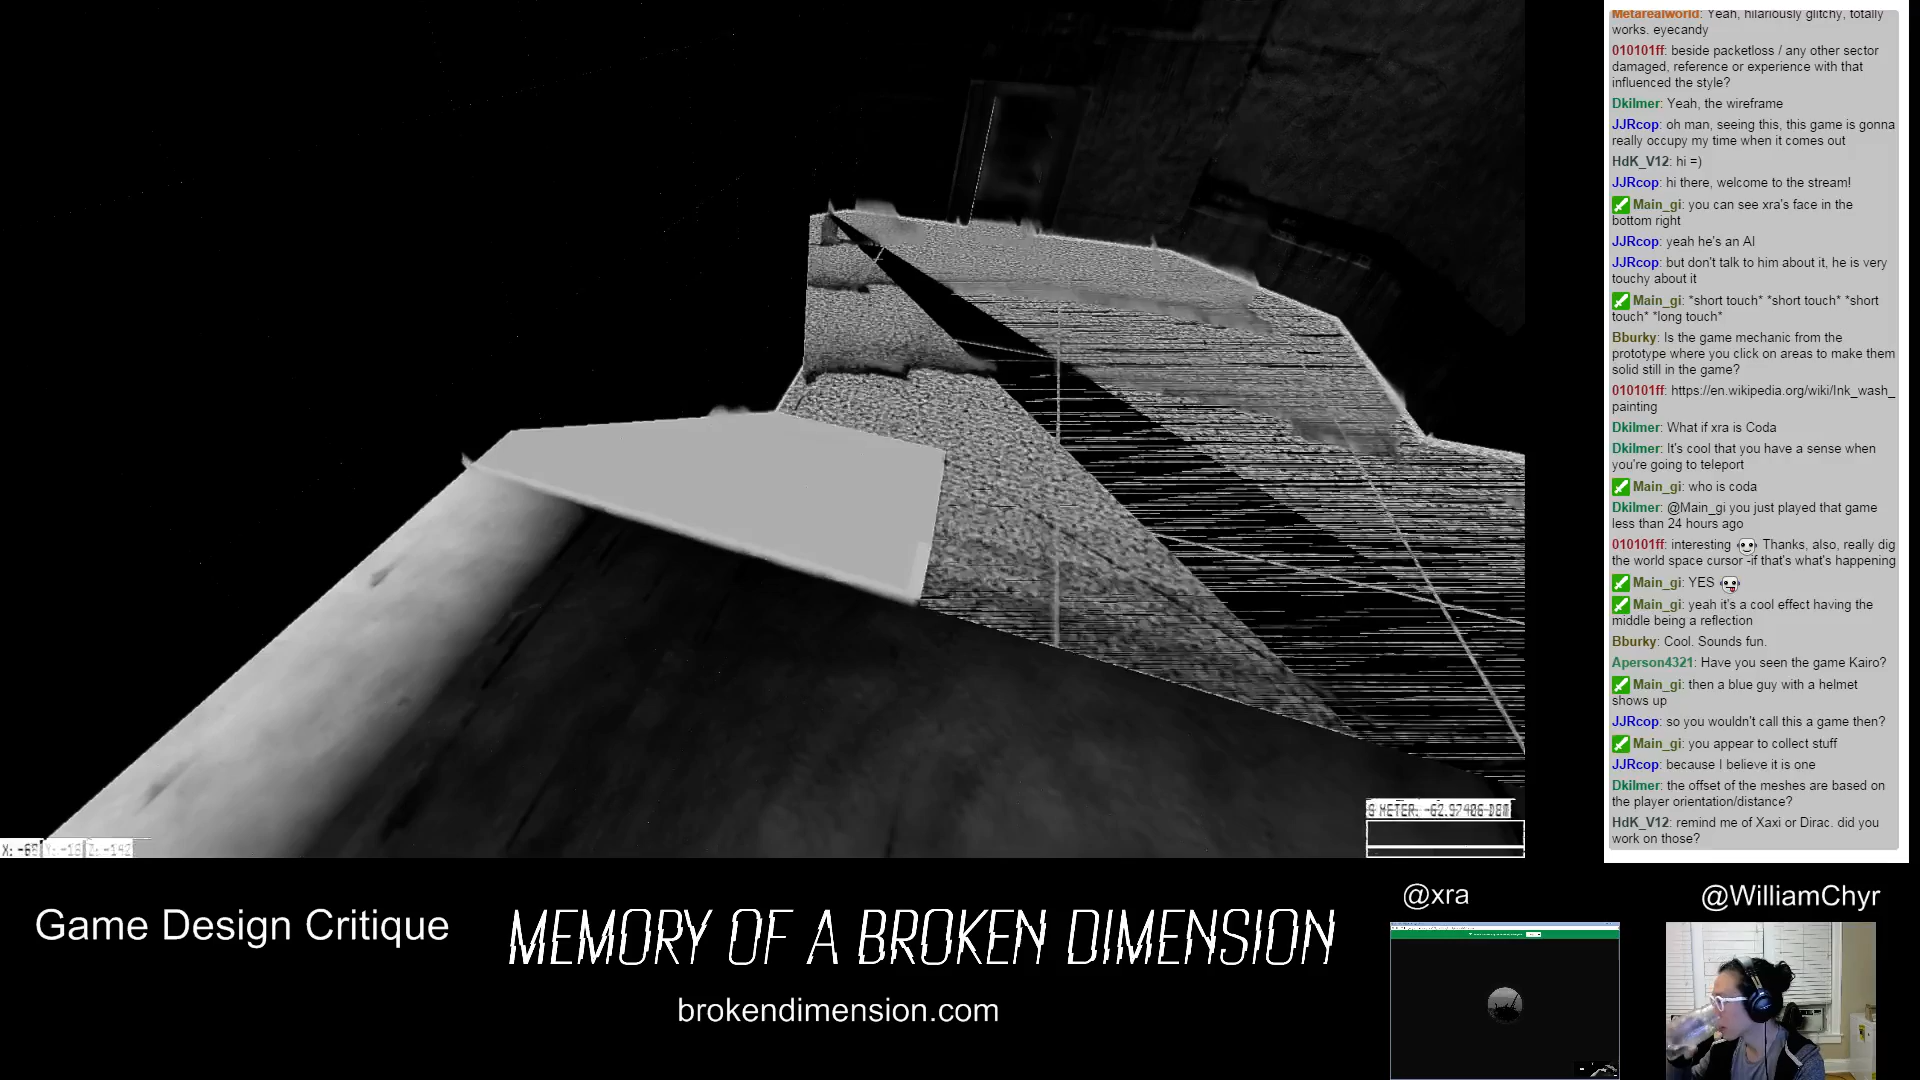 Metarealworld: Yeah, hilariously glitchy, totally
works. eyecandy
010101ff: beside packetloss / any other sector
damaged, reference or experience with that
influenced the style?
Dkilmer: Yeah, the wireframe
JJRcop: oh man, seeing this, this game is gonna
really occupy my time when it comes out
HdK_V12: hi =)
JJRcop: hi there, welcome to the stream!
Main_gi: you can see xra's face in the
bottom right
JJRcop: yeah he's an AI
JJRcop: but don't talk to him about it, he is very
touchy about it
Main_gi: *short touch* *short touch* *short
touch* *long touch*
Bburky: Is the game mechanic from the
prototype where you click on areas to make them
solid still in the game?
010101ff: https://en.wikipedia.org/wiki/Ink_wash_
painting
Dkilmer: What if xra is Coda
Dkilmer: It's cool that you have a sense when
you're going to teleport
Main_gi: who is coda
Dkilmer: @Main_gi you just played that game
less than 24 hours ago
010101ff: interesting Thanks, also, really dig
the world space cursor -if that's what's happening
Main_gi: YES
Main_gi: yeah it's a cool effect having the
middle being a reflection
Bburky: Cool. Sounds fun.
Aperson4321: Have you seen the game Kairo?
Main_gi: then a blue guy with a helmet
shows up
JJRcop: so you wouldn't call this a game then?
Main_gi: you appear to collect stuff
JJRcop: because I believe it is one
Dkilmer: the offset of the meshes are based on
the player orientation/distance?
HdK_V12: remind me of Xaxi or Dirac. did you
work on those?
S METER: -62.97406 DBM
X: -65 Y: -18 Z: -142
Game Design Critique
MEMORY OF A BROKEN DIMENSION
brokendimension.com
@xra
@WilliamChyr